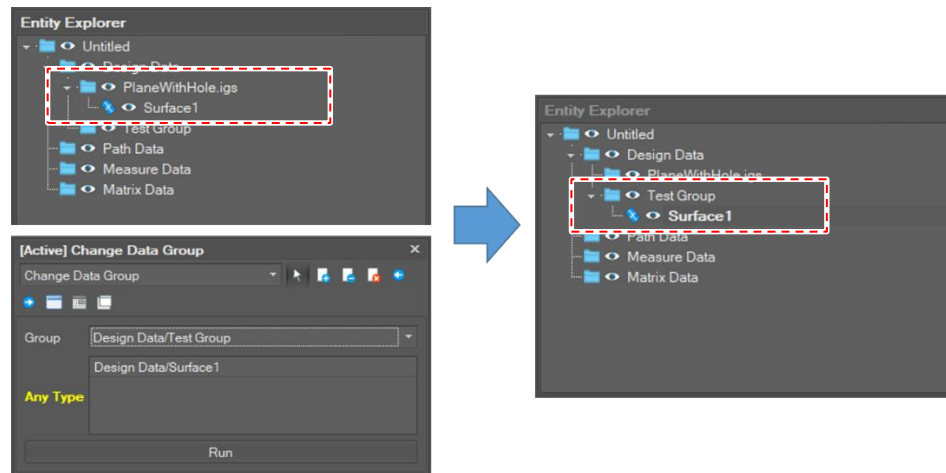 Entity Explorer
Untitled
Design Data
PlaneWithHole.igs
Surface1
Test Group
Path Data
Measure Data
Matrix Data
[Active] Change Data Group
Change Data Group
Group
Design Data/Test Group
Design Data/Surface1
Any Type
Run
Entity Explorer
Untitled
Design Data
PlaneWithHole.igs
Test Group
Surface1
Path Data
Measure Data
Matrix Data